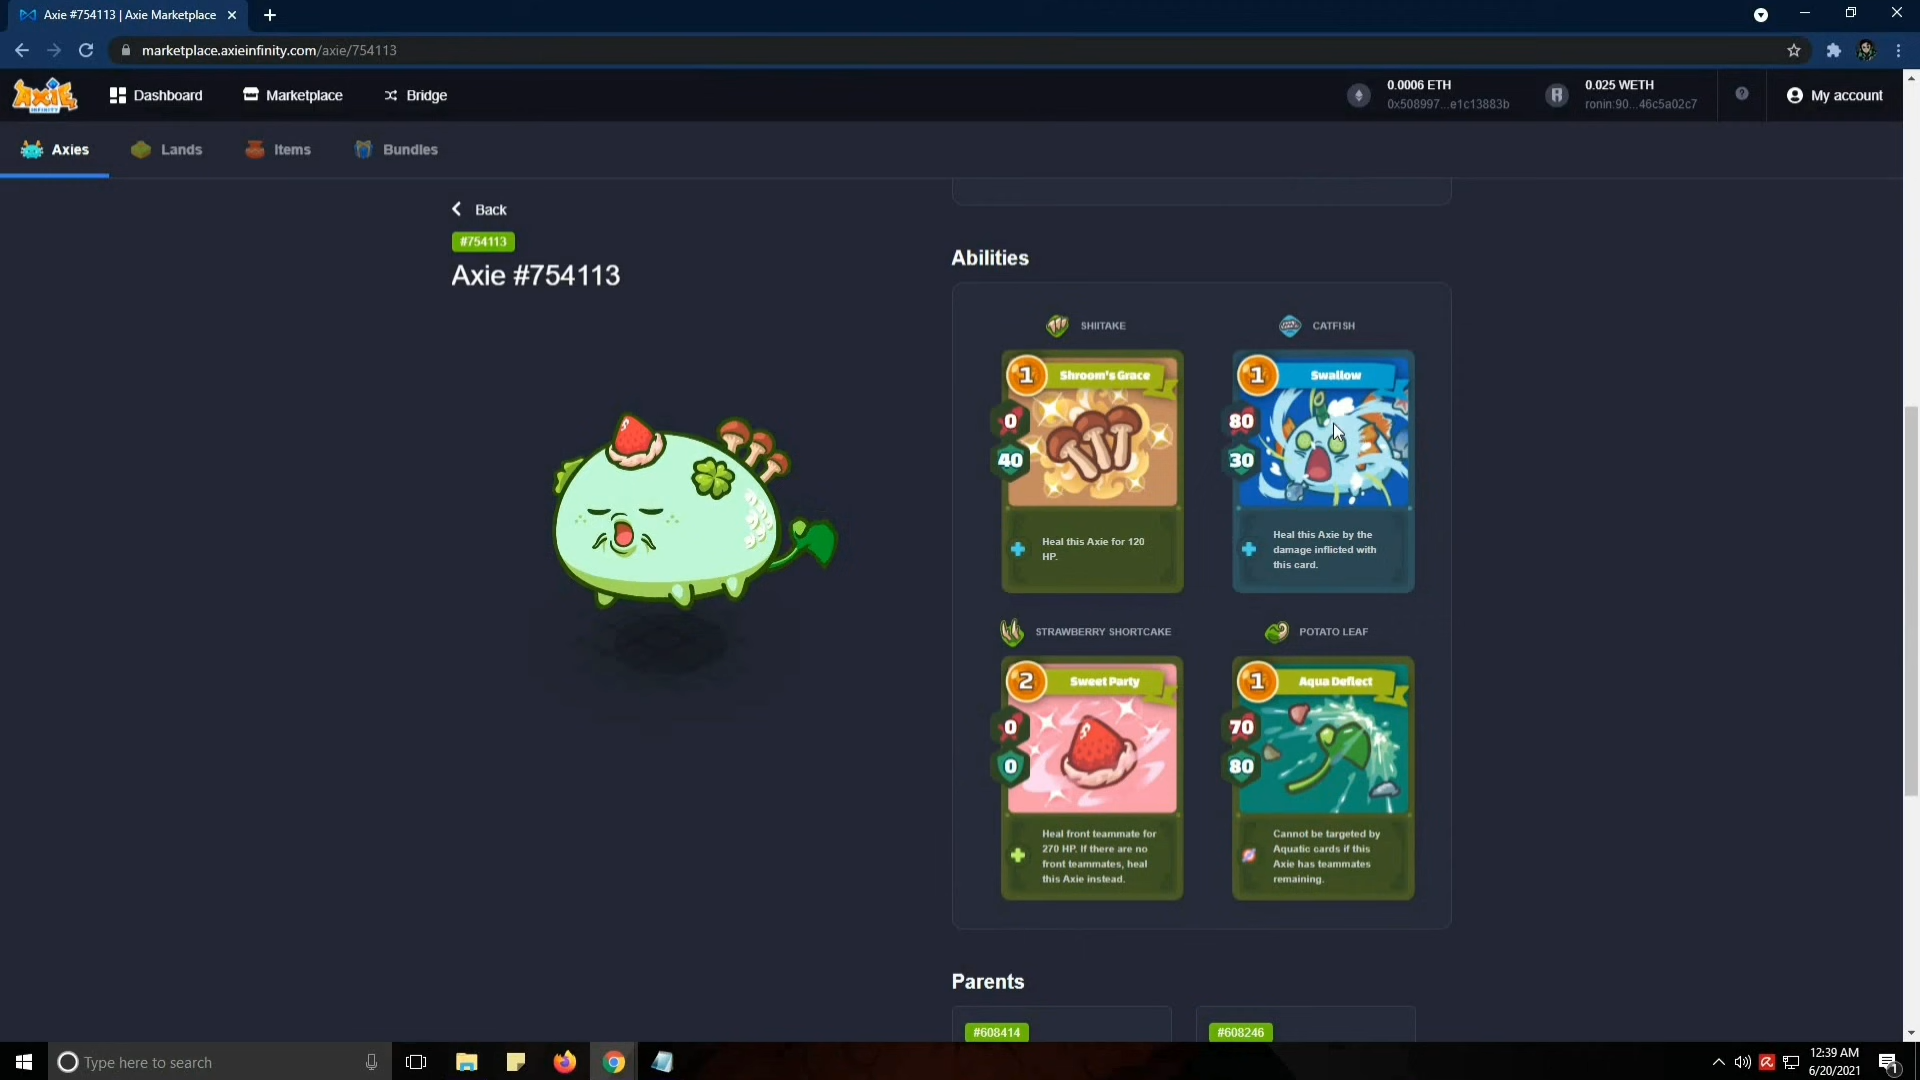 Axie #754113 | Axie Marketplace
marketplace.axieinfinity.com/axie/754113
AXIE
INFINITY
Dashboard
Marketplace
Bridge
0.0006 ETH
0x508997...e1c13883b
0.025 WETH
ronin:90...46c5a02c7
My account
Axies
Lands
Items
Bundles
Back
#754113
Axie #754113
Abilities
SHIITAKE
1
Shroom's Grace
0
40
Heal this Axie for 120
HP.
CATFISH
1
Swallow
80
30
Heal this Axie by the
damage inflicted with
this card.
STRAWBERRY SHORTCAKE
2
Sweet Party
0
0
Heal front teammate for
270 HP. If there are no
front teammates, heal
this Axie instead.
POTATO LEAF
1
Aqua Deflect
70
80
Cannot be targeted by
Aquatic cards if this
Axie has teammates
remaining.
Parents
#608414
#608246
Type here to search
12:39 AM
6/20/2021
1